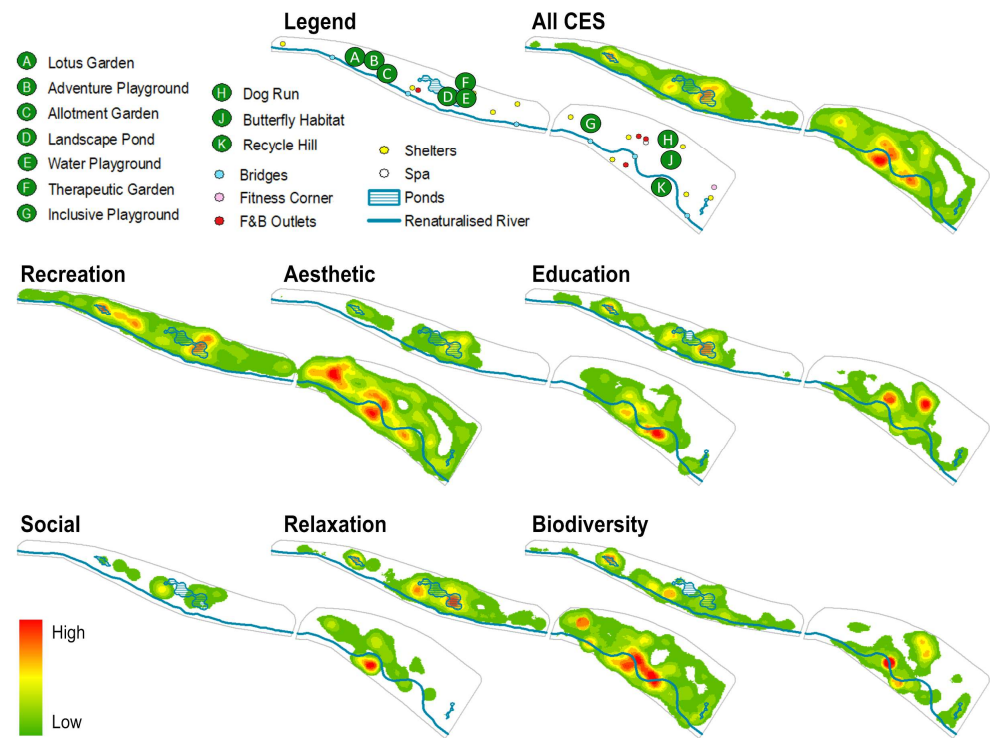 Legend
All CES
A Lotus Garden
B Adventure Playground
C Allotment Garden
D Landscape Pond
E Water Playground
F Therapeutic Garden
G Inclusive Playground
H Dog Run
J Butterfly Habitat
K Recycle Hill
Bridges
Fitness Corner
F&B Outlets
Shelters
Spa
Ponds
Renaturalised River
A
B
C
D
E
F
G
H
J
K
Recreation
Aesthetic
Education
Social
Relaxation
Biodiversity
High
Low